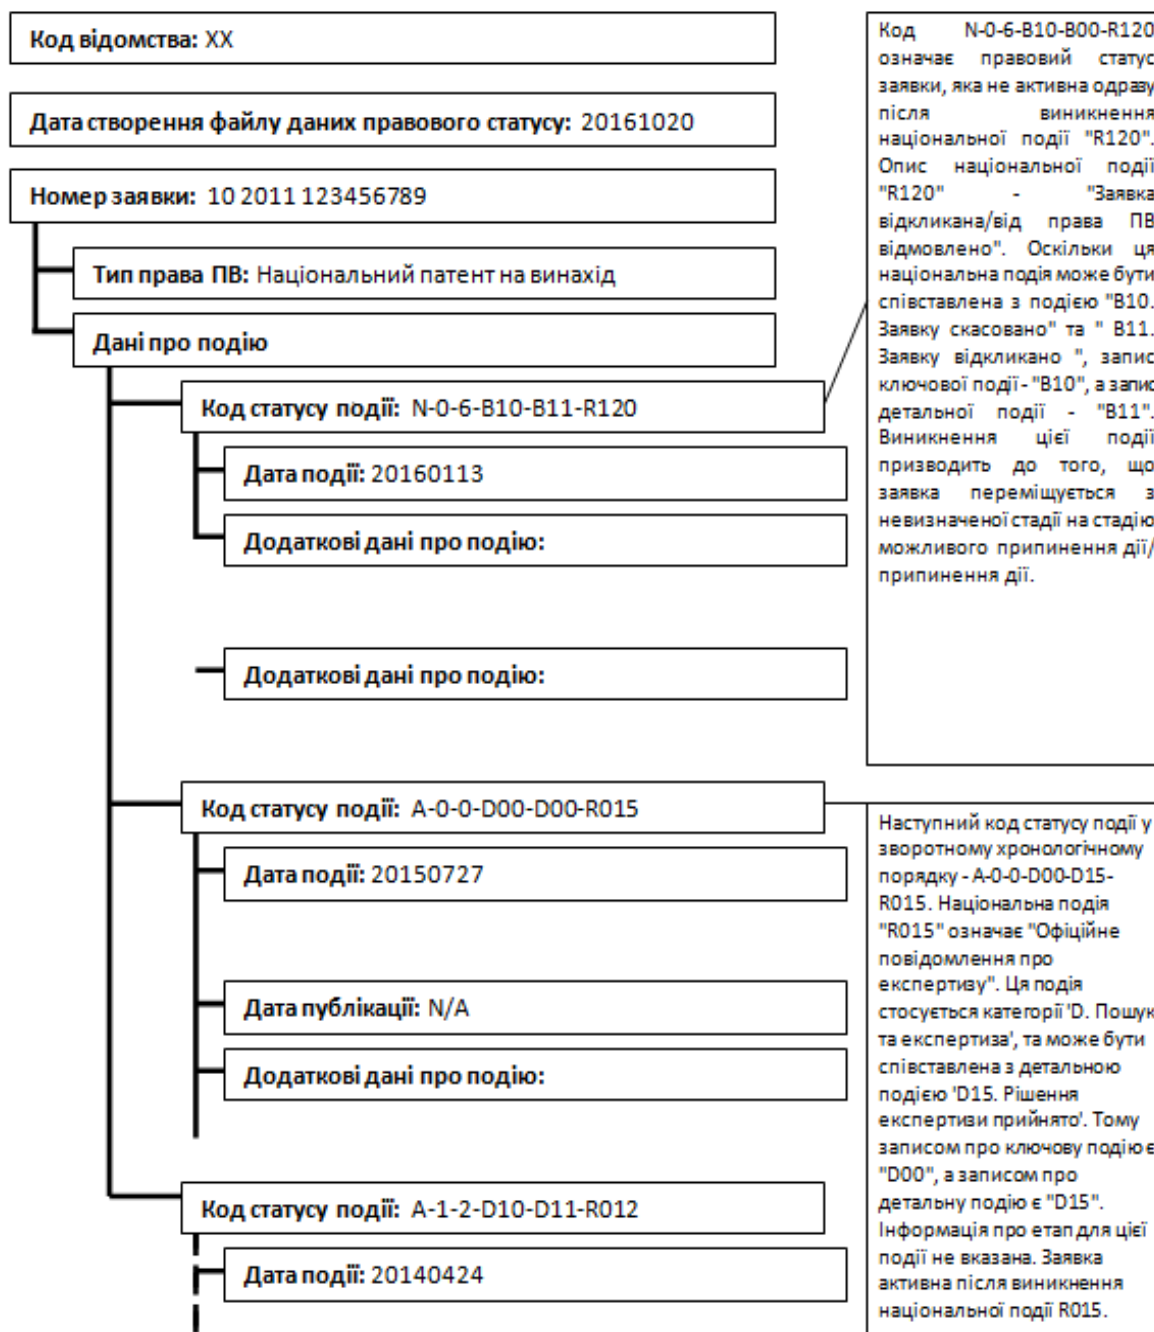 Код відомства: XX
Дата створення файлу даних правового статусу: 20161020
Номер заявки: 10 2011 123456789
Тип права ПВ: Національний патент на винахід
Дані про подію
Код статусу події: N-0-6-B10-B11-R120
Дата події: 20160113
Додаткові дані про подію:
Додаткові дані про подію:
Код статусу події: A-0-0-D00-D00-R015
Дата події: 20150727
Дата публікації: N/A
Додаткові дані про подію:
Код статусу події: A-1-2-D10-D11-R012
Дата події: 20140424
Код N-0-6-B10-B00-R120
означає правовий статус
заявки, яка не активна одразу
після виникнення
національної події "R120".
Опис національної події
"R120" - "Заявка
відкликана/від права ПВ
відмовлено". Оскільки ця
національна подія може бути
співставлена з подією "B10.
Заявку скасовано" та " B11.
Заявку відкликано ", запис
ключової події - "B10", а запис
детальної події - "B11".
Виникнення цієї події
призводить до того, що
заявка переміщується з
невизначеної стадії на стадію
можливого припинення дії/
припинення дії.
Наступний код статусу події у
зворотному хронологічному
порядку - A-0-0-D00-D15-
R015. Національна подія
"R015" означає "Офіційне
повідомлення про
експертизу". Ця подія
стосується категорії 'D. Пошук
та експертиза', та може бути
співставлена з детальною
подією 'D15. Рішення
експертизи прийнято'. Тому
записом про ключову подію є
"D00", а записом про
детальну подію є "D15".
Інформація про етап для цієї
події не вказана. Заявка
активна після виникнення
національної події R015.